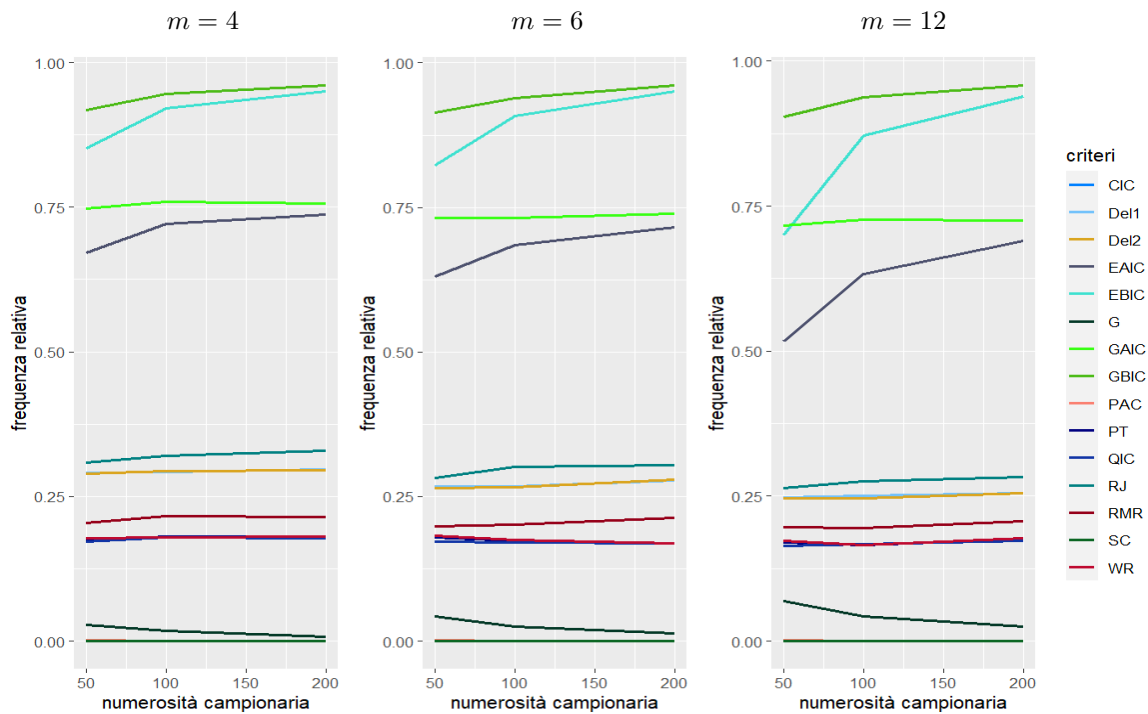 m = 4
m = 6
m = 12
frequenza relativa
1.00
0.75
0.50
0.25
0.00
50
100
150
200
numerosità campionaria
frequenza relativa
1.00
0.75
0.50
0.25
0.00
50
100
150
200
numerosità campionaria
frequenza relativa
1.00
0.75
0.50
0.25
0.00
50
100
150
200
numerosità campionaria
criteri
CIC
Del1
Del2
EAIC
EBIC
G
GAIC
GBIC
PAC
PT
QIC
RJ
RMR
SC
WR